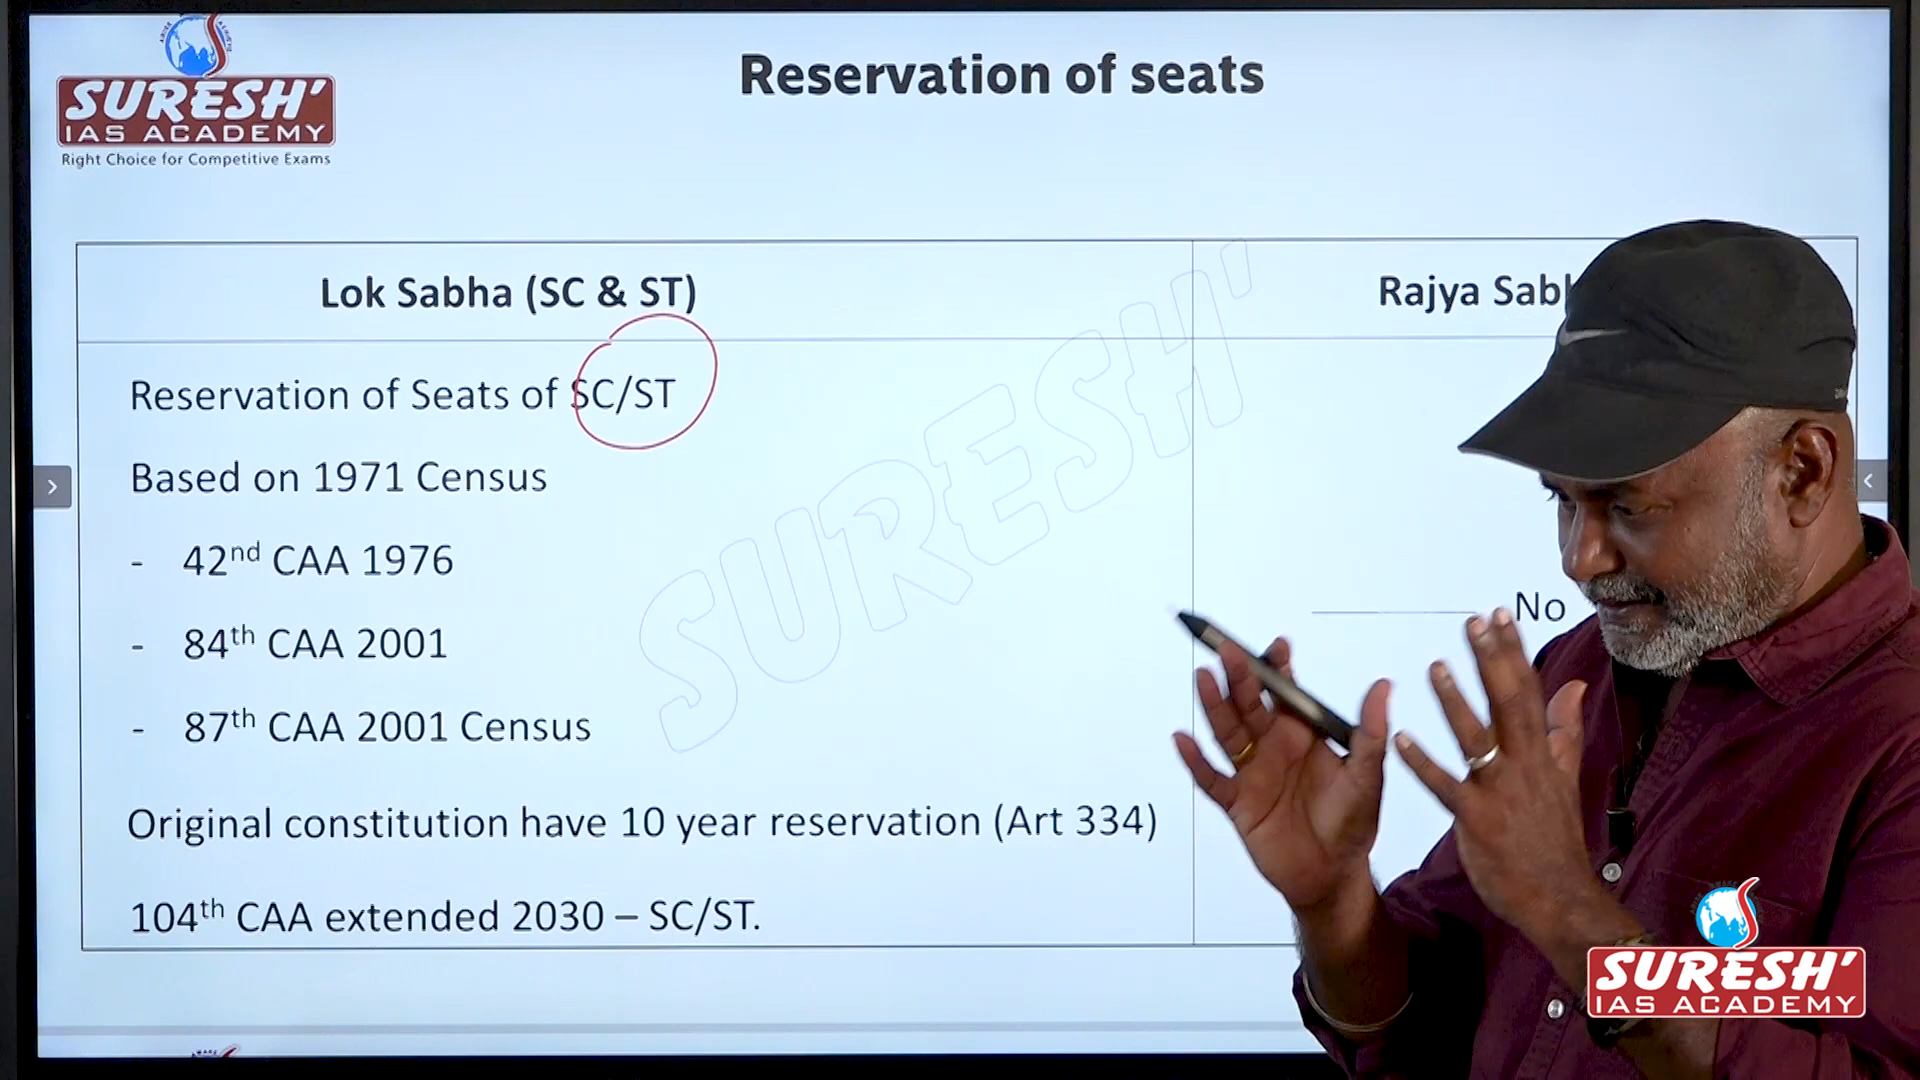 SURESH'
IAS ACADEMY
Right Choice for Competitive Exams
Reservation of seats
Lok Sabha (SC & ST)
Rajya Sab
Reservation of Seats of SC/ST
Based on 1971 Census
- 42nd CAA 1976
- 84th CAA 2001
- 87th CAA 2001 Census
No
Original constitution have 10 year reservation (Art 334)
104th CAA extended 2030 – SC/ST.
SURESH'
SURESH'
IAS ACADEMY